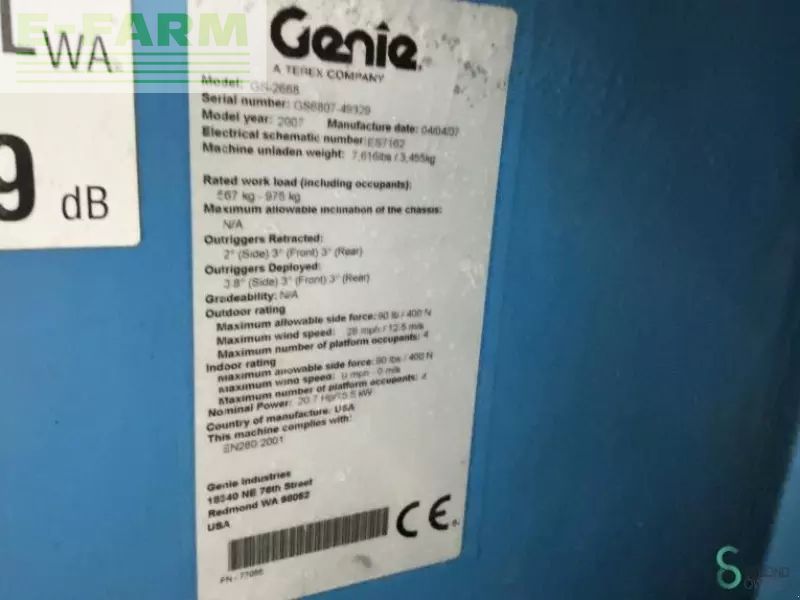 E-FARM
LWA
9 dB
Genie
A TEREX COMPANY
Model: GS-2668
Serial number: GS6807-49329
Model year: 2007 Manufacture date: 04/04/07
Electrical schematic number: ES7162
Machine unladen weight: 7,616lbs / 3,455kg
Rated work load (including occupants):
567 kg - 975 kg
Maximum allowable inclination of the chassis:
N/A
Outriggers Retracted:
2° (Side) 3° (Front) 3° (Rear)
Outriggers Deployed:
3.8° (Side) 3° (Front) 3° (Rear)
Gradeability: N/A
Outdoor rating
Maximum allowable side force: 90 lb / 400 N
Maximum wind speed: 28 mph / 12.5 m/s
Maximum number of platform occupants: 4
Indoor rating
Maximum allowable side force: 90 lbs / 400 N
Maximum wind speed: 0 mph - 0 m/s
Maximum number of platform occupants: 2
Nominal Power: 20.7 Hp/15.5 kW
Country of manufacture: USA
This machine complies with:
EN280:2001
Genie Industries
18340 NE 76th Street
Redmond WA 98052
USA
CE
PN - 77055